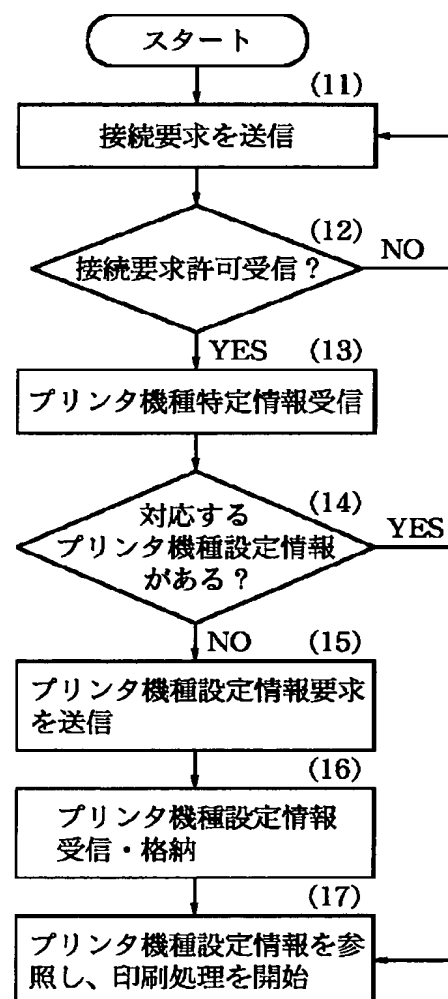 スタート
(11)
接続要求を送信
(12)
接続要求許可受信？
NO
YES
(13)
プリンタ機種特定情報受信
(14)
対応する
プリンタ機種設定情報
がある？
YES
NO
(15)
プリンタ機種設定情報要求
を送信
(16)
プリンタ機種設定情報
受信・格納
(17)
プリンタ機種設定情報を参
照し、印刷処理を開始